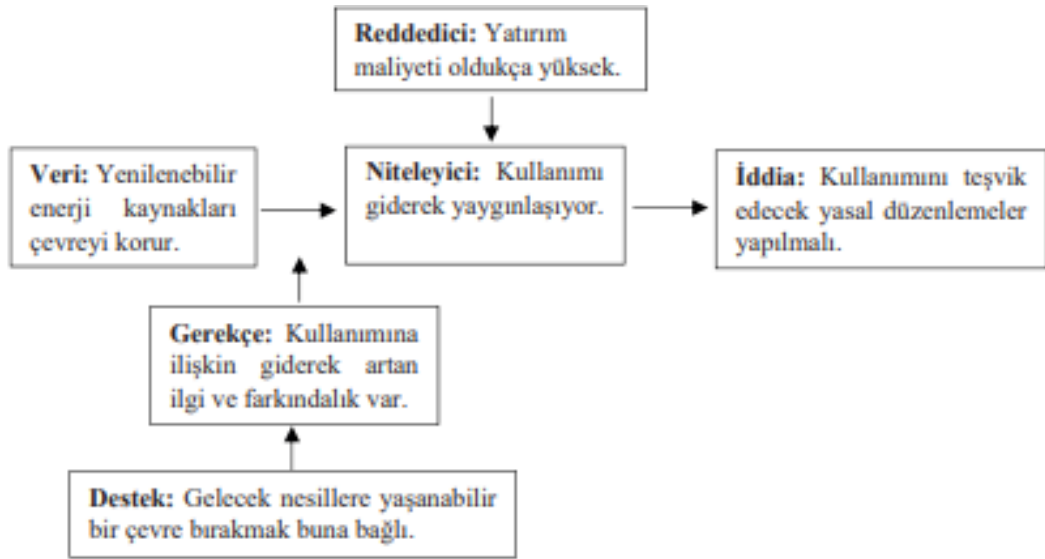 Reddedici: Yatırım
maliyeti oldukça yüksek.
Veri: Yenilenebilir
enerji kaynakları
çevreyi korur.
Niteleyici: Kullanımı
giderek yaygınlaşıyor.
İddia: Kullanımını teşvik
edecek yasal düzenlemeler
yapılmalı.
Gerekçe: Kullanımına
ilişkin giderek artan
ilgi ve farkındalık var.
Destek: Gelecek nesillere yaşanabilir
bir çevre bırakmak buna bağlı.